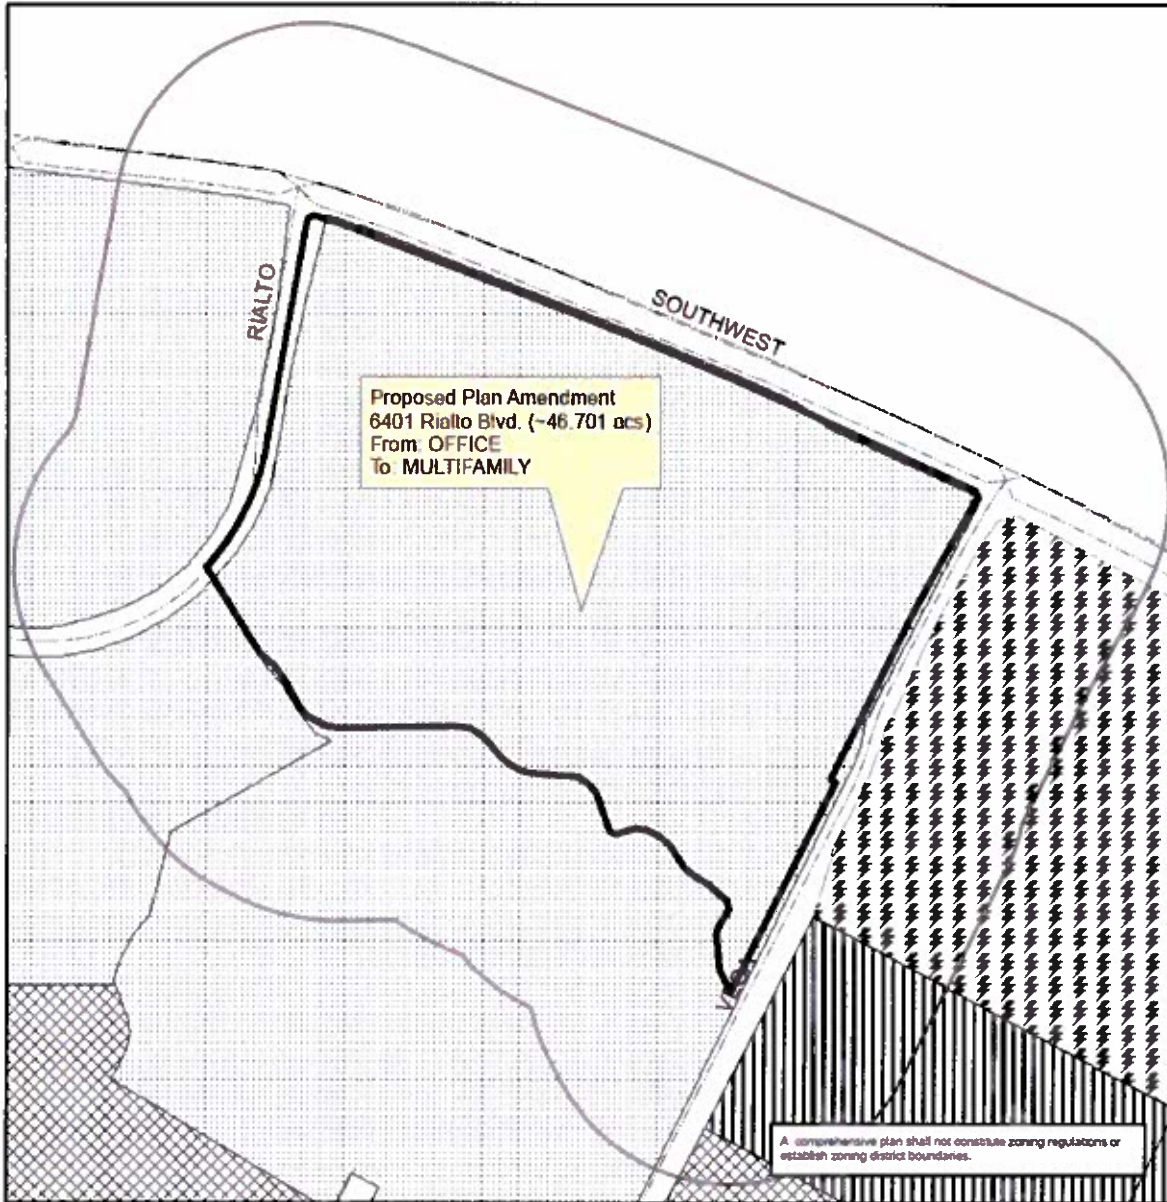 RIALTO
SOUTHWEST
Proposed Plan Amendment
6401 Rialto Blvd. (~46.701 acs)
From: OFFICE
To: MULTIFAMILY
A comprehensive plan shall not constitute zoning regulations or
establish zoning district boundaries.